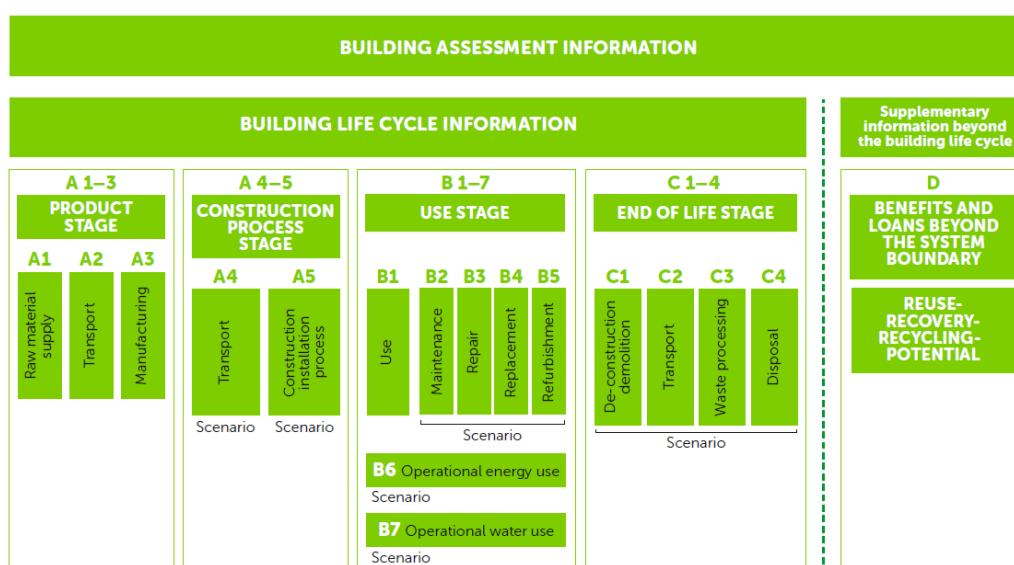 BUILDING ASSESSMENT INFORMATION
BUILDING LIFE CYCLE INFORMATION
Supplementary
information beyond
the building life cycle
A 1–3
PRODUCT
STAGE
A1
A2
A3
Raw material
supply
Transport
Manufacturing
A 4–5
CONSTRUCTION
PROCESS
STAGE
A4
A5
Transport
Construction
installation
process
Scenario
Scenario
B 1–7
USE STAGE
B1
B2
B3
B4
B5
Use
Maintenance
Repair
Replacement
Refurbishment
Scenario
B6 Operational energy use
Scenario
B7 Operational water use
Scenario
C 1–4
END OF LIFE STAGE
C1
C2
C3
C4
De-construction
demolition
Transport
Waste processing
Disposal
Scenario
D
BENEFITS AND
LOANS BEYOND
THE SYSTEM
BOUNDARY
REUSE-
RECOVERY-
RECYCLING-
POTENTIAL